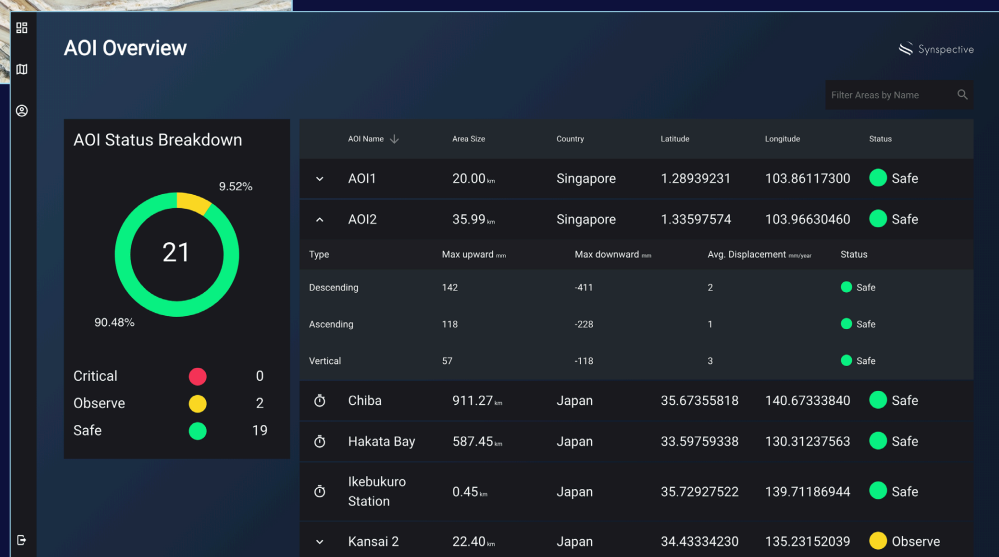 AOI Overview
Synspective
Filter Areas by Name
AOI Status Breakdown
9.52%
21
90.48%
Critical 0
Observe 2
Safe 19
AOI Name Area Size Country Latitude Longitude Status
AOI1 20.00 km Singapore 1.28939231 103.86117300 Safe
AOI2 35.99 km Singapore 1.33597574 103.96630460 Safe
Type Max upward mm Max downward mm Avg. Displacement mm/year Status
Descending 142 -411 2 Safe
Ascending 118 -228 1 Safe
Vertical 57 -118 3 Safe
Chiba 911.27 km Japan 35.67355818 140.67333840 Safe
Hakata Bay 587.45 km Japan 33.59759338 130.31237563 Safe
Ikebukuro
Station 0.45 km Japan 35.72927522 139.71186944 Safe
Kansai 2 22.40 km Japan 34.43334230 135.23152039 Observe